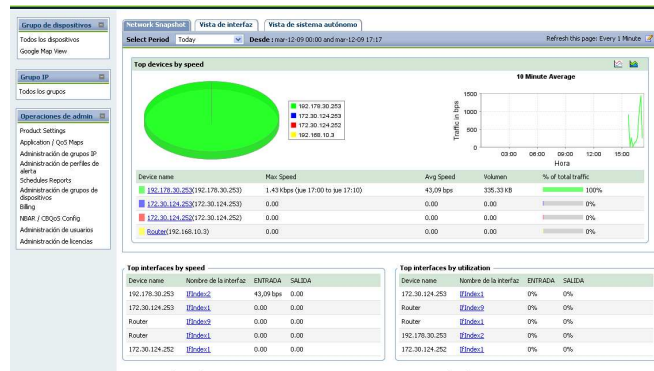 Grupo de dispositivos
Todos los dispositivos
Google Map View
Grupo IP
Todos los grupos
Operaciones de admin
Product Settings
Application / QoS Maps
Administración de grupos IP
Administración de perfiles de
alerta
Schedules Reports
Administración de grupos de
dispositivos
Billing
NBAR / CBQoS Config
Administración de usuarios
Administración de licencias
Network Snapshot Vista de interfaz Vista de sistema autónomo
Select Period Today Desde : mar-12-09 00:00 and mar-12-09 17:17 Refresh this page: Every 1 Minute
Top devices by speed
192.178.30.253
172.30.124.253
172.30.124.252
192.168.10.3
10 Minute Average
Traffic in bps
1500
1000
500
0
03:00 06:00 09:00 12:00 15:00
Hora
Device name Max Speed Avg Speed Volumen % of total traffic
192.178.30.253(192.178.30.253) 1.43 Kbps (jue 17:00 to jue 17:10) 43,09 bps 335.33 KB 100%
172.30.124.253(172.30.124.253) 0.00 0.00 0.00 0%
172.30.124.252(172.30.124.252) 0.00 0.00 0.00 0%
Router(192.168.10.3) 0.00 0.00 0.00 0%
Top interfaces by speed
Device name Nombre de la interfaz ENTRADA SALIDA
192.178.30.253 IfIndex2 43,09 bps 0.00
172.30.124.253 IfIndex1 0.00 0.00
Router IfIndex9 0.00 0.00
Router IfIndex1 0.00 0.00
172.30.124.252 IfIndex1 0.00 0.00
Top interfaces by utilization
Device name Nombre de la interfaz ENTRADA SALIDA
172.30.124.253 IfIndex1 0% 0%
Router IfIndex9 0% 0%
Router IfIndex1 0% 0%
192.178.30.253 IfIndex2 0% 0%
172.30.124.252 IfIndex1 0% 0%